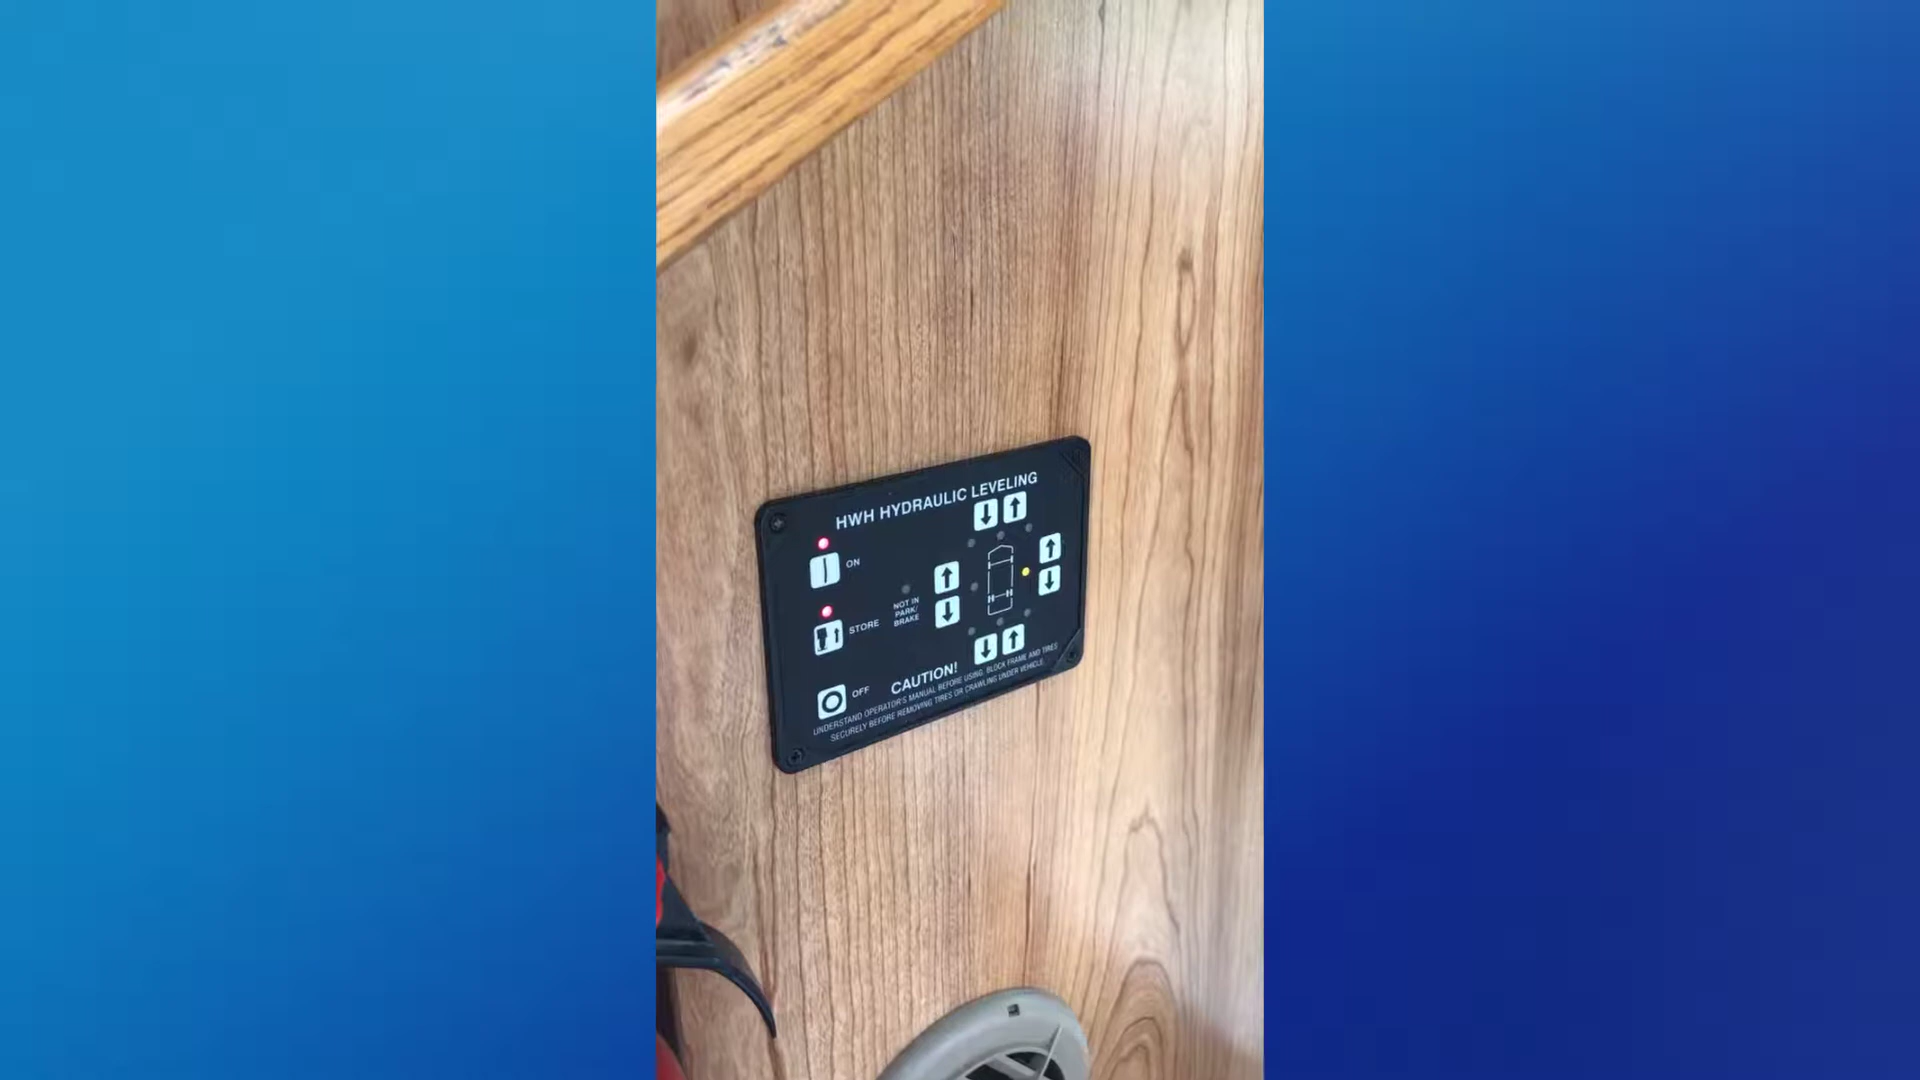 HWH HYDRAULIC LEVELING
ON
NOT IN
PARK/
BRAKE
STORE
OFF
CAUTION!
UNDERSTAND OPERATOR'S MANUAL BEFORE USING. BLOCK FRAME AND TIRES
SECURELY BEFORE REMOVING TIRES OR CRAWLING UNDER VEHICLE.